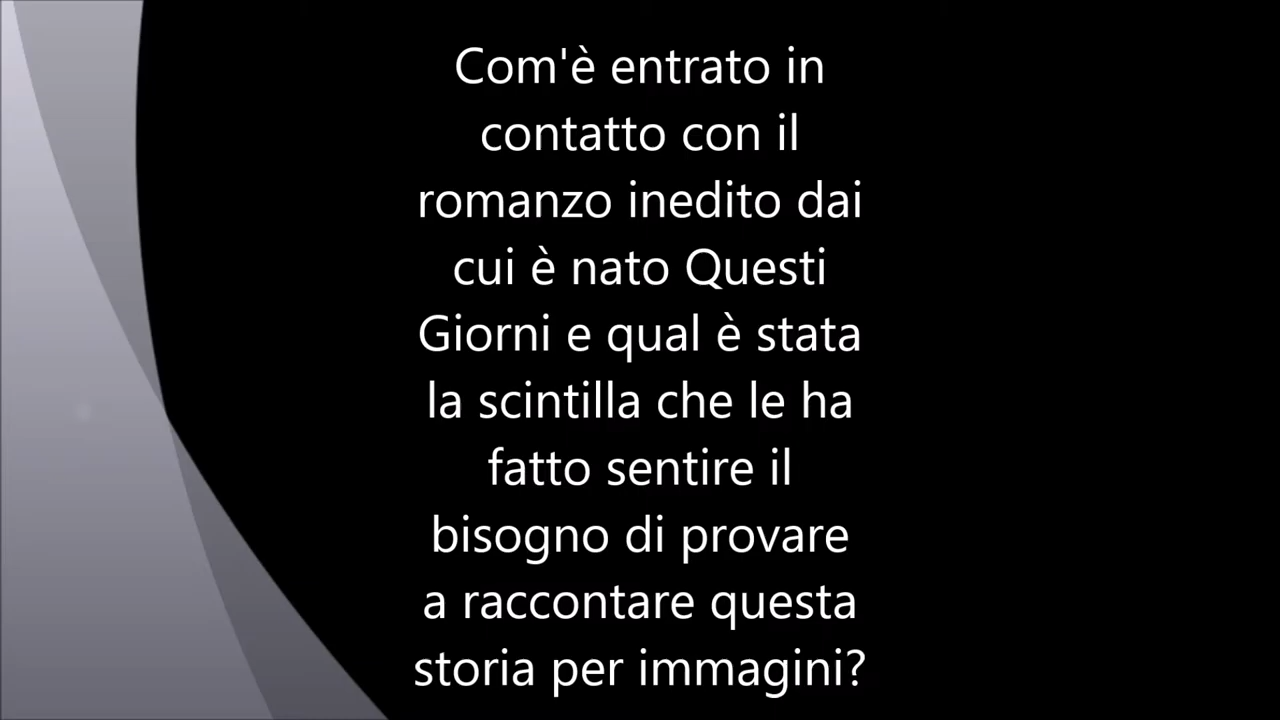 Com'è entrato in
contatto con il
romanzo inedito dai
cui è nato Questi
Giorni e qual è stata
la scintilla che le ha
fatto sentire il
bisogno di provare
a raccontare questa
storia per immagini?